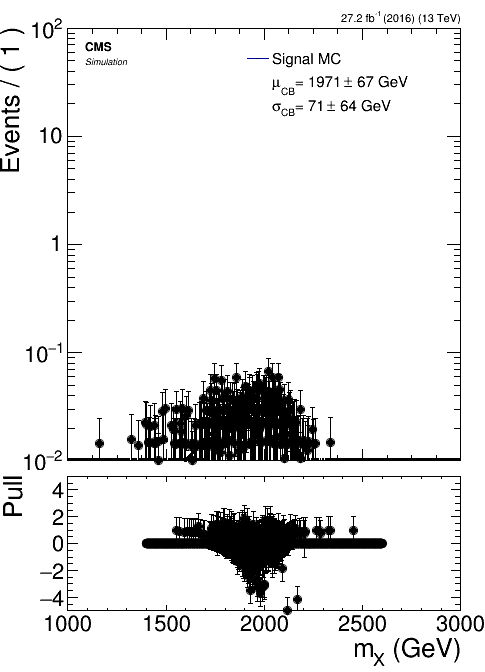 27.2 fb⁻¹ (2016) (13 TeV)
CMS
Simulation
Signal MC
μ_CB = 1971 ± 67 GeV
σ_CB = 71 ± 64 GeV
Events / ( 1 )
10²
10
1
10⁻¹
10⁻²
Pull
4
2
0
−2
−4
1000 1500 2000 2500 3000
m_X (GeV)